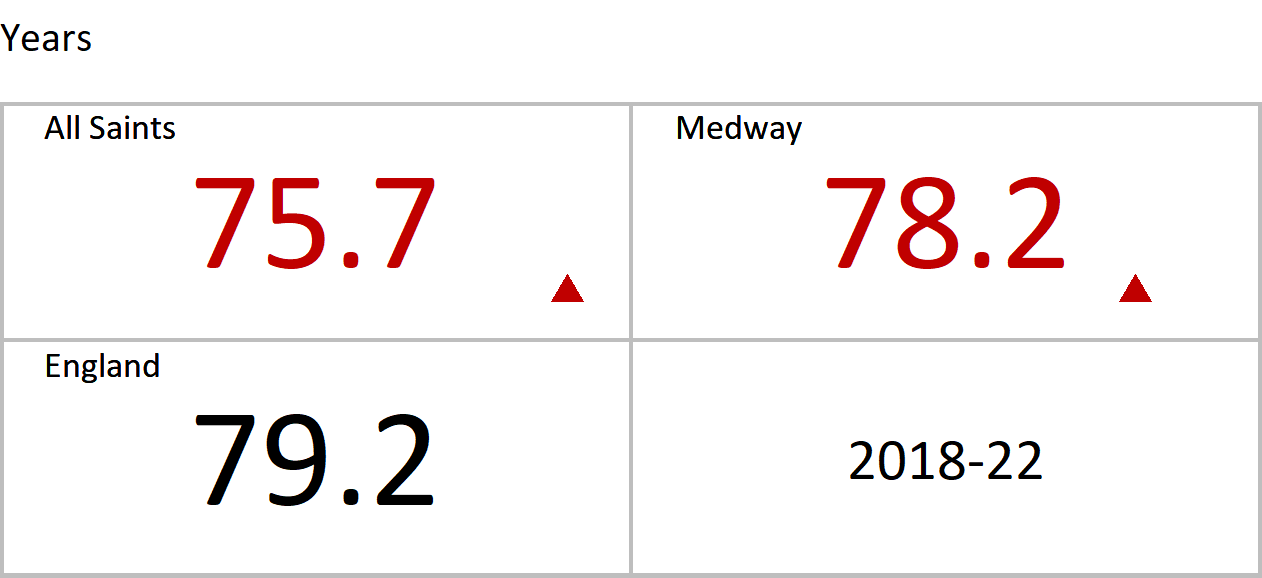 Years
All Saints
75.7
Medway
78.2
England
79.2
2018-22